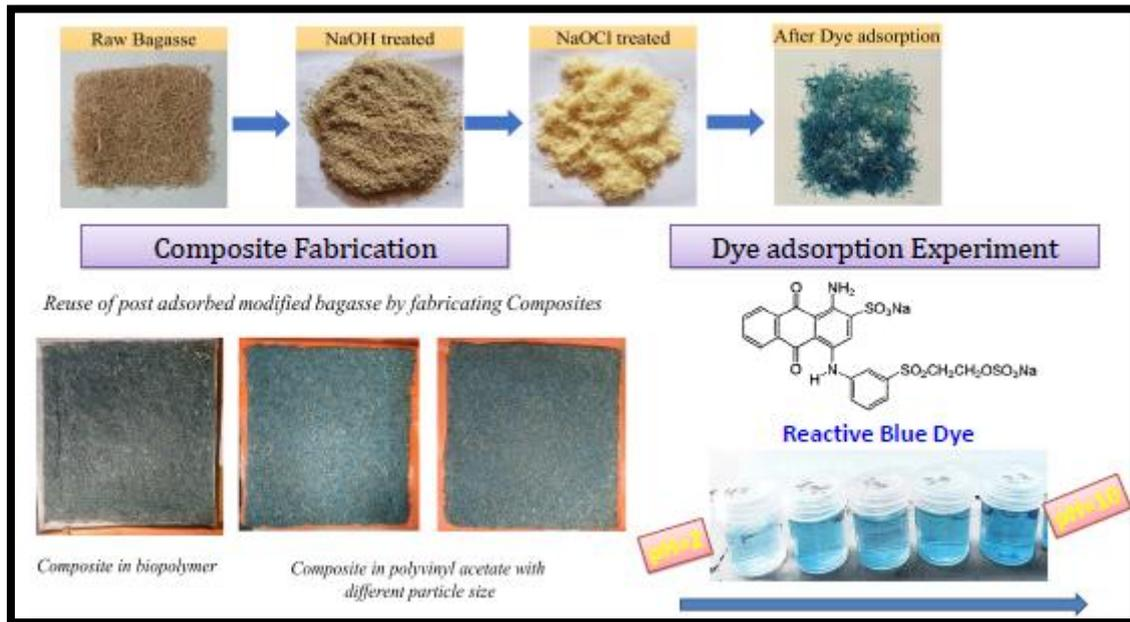 Raw Bagasse
NaOH treated
NaOCl treated
After Dye adsorption
Composite Fabrication
Reuse of post adsorbed modified bagasse by fabricating Composites
Composite in biopolymer
Composite in polyvinyl acetate with
different particle size
Dye adsorption Experiment
O
NH₂
SO₃Na
O
N
H
SO₂CH₂CH₂OSO₃Na
Reactive Blue Dye
pH=2
pH=10